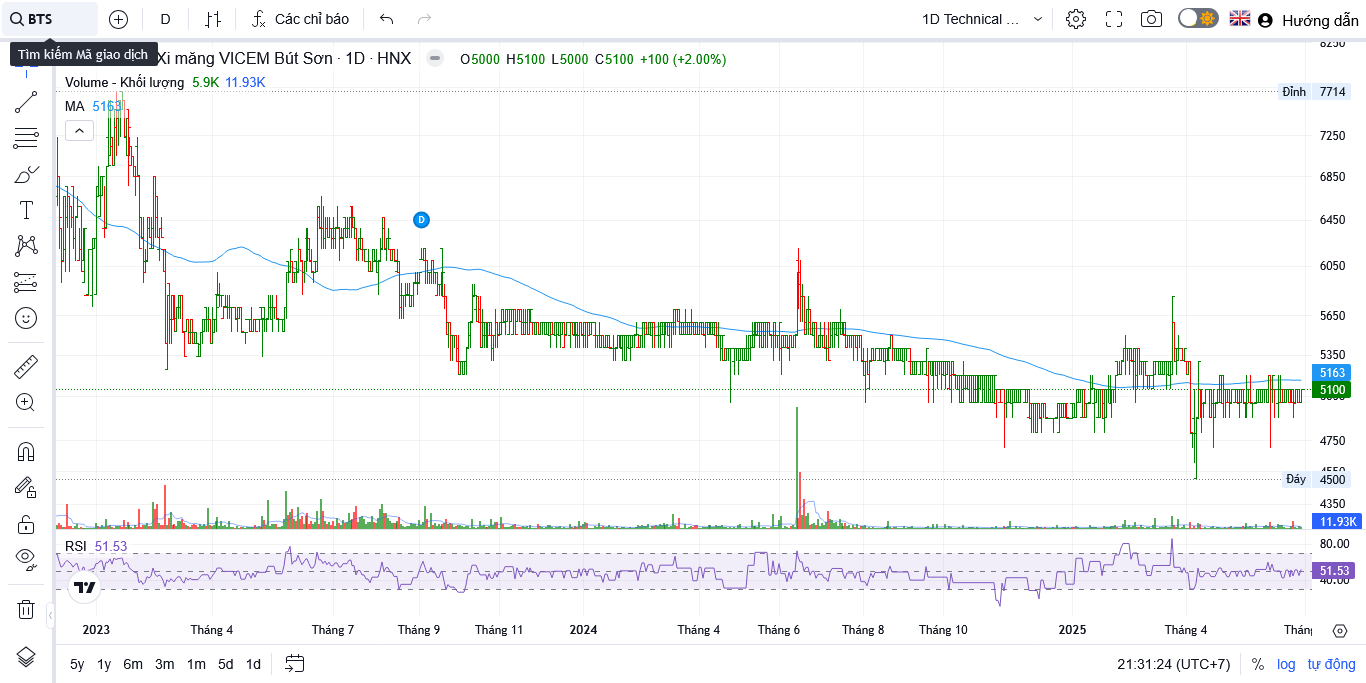 BTS
D
Các chỉ báo
1D Technical ...
Hướng dẫn
Tìm kiếm Mã giao dịch
Xi măng VICEM Bút Sơn · 1D · HNX
O5000 H5100 L5000 C5100 +100 (+2.00%)
Volume - Khối lượng 5.9K 11.93K
MA 5163
D
8250
Đỉnh 7714
7250
6850
6450
6050
5650
5350
5163
5100
5000
4750
4550
Đáy 4500
4350
11.93K
RSI 51.53
80.00
51.53
40.00
2023 Tháng 4 Tháng 7 Tháng 9 Tháng 11 2024 Tháng 4 Tháng 6 Tháng 8 Tháng 10 2025 Tháng 4 Tháng
5y 1y 6m 3m 1m 5d 1d
21:31:24 (UTC+7) % log tự động